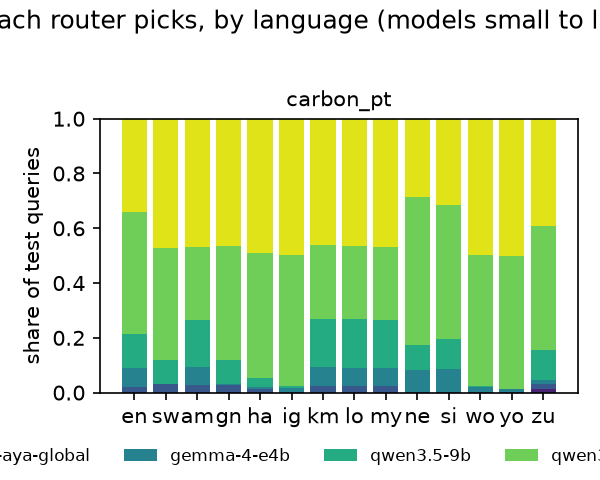 ach router picks, by language (models small to l
carbon_pt
share of test queries
1.0
0.8
0.6
0.4
0.2
0.0
en sw am gn ha ig km lo my ne si wo yo zu
-aya-global gemma-4-e4b qwen3.5-9b qwen3